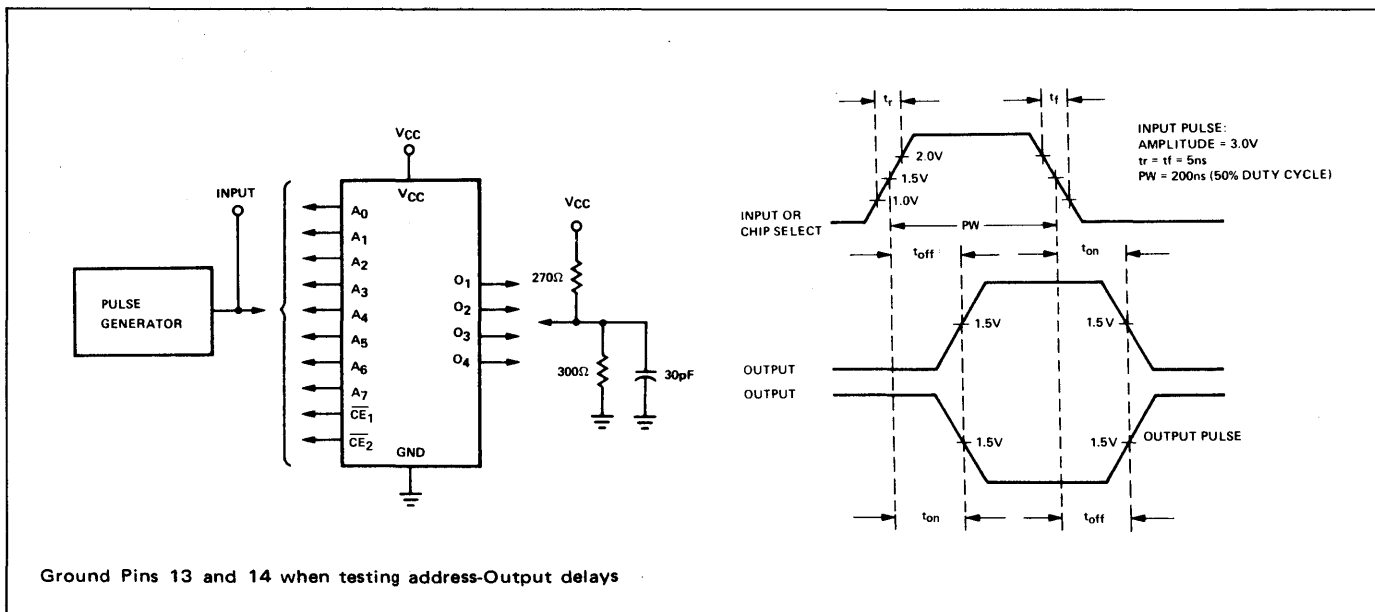 PULSE
GENERATOR
INPUT
VCC
VCC
A0
A1
A2
A3
A4
A5
A6
A7
CE1
CE2
GND
O1
O2
O3
O4
VCC
270Ω
300Ω
30pF
tr
tf
2.0V
1.5V
1.0V
INPUT OR
CHIP SELECT
PW
INPUT PULSE:
AMPLITUDE = 3.0V
tr = tf = 5ns
PW = 200ns (50% DUTY CYCLE)
toff
ton
1.5V
1.5V
OUTPUT
OUTPUT
1.5V
1.5V
OUTPUT PULSE
ton
toff
Ground Pins 13 and 14 when testing address-Output delays